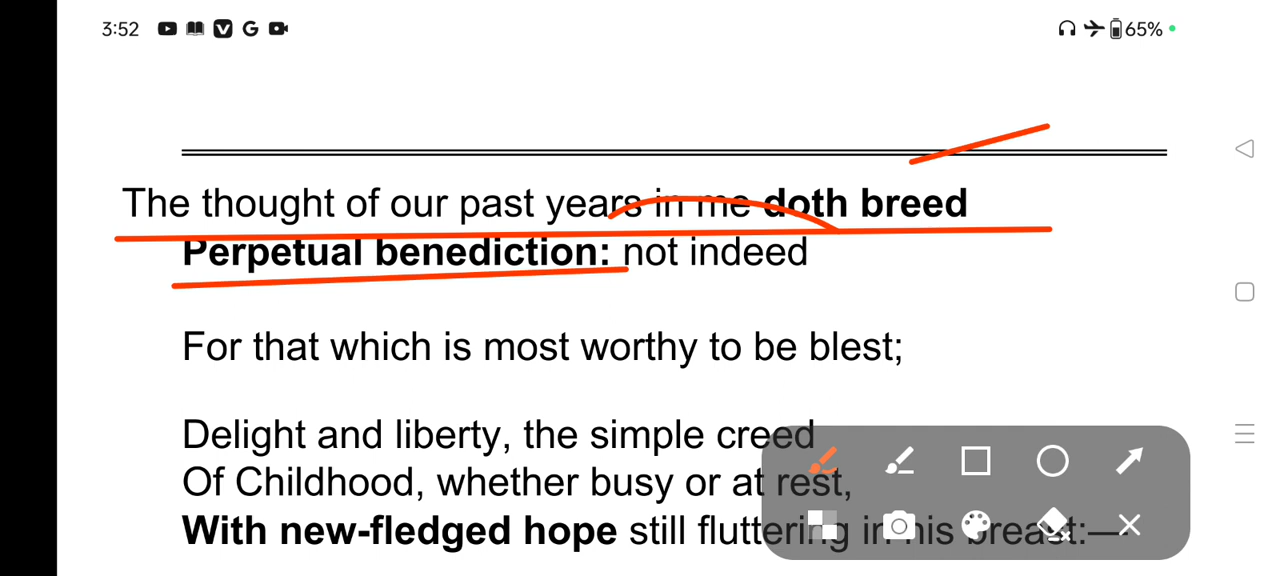 3:52
65%
The thought of our past years in me doth breed
Perpetual benediction: not indeed
For that which is most worthy to be blest;
Delight and liberty, the simple creed
Of Childhood, whether busy or at rest,
With new-fledged hope still fluttering in his breast:—